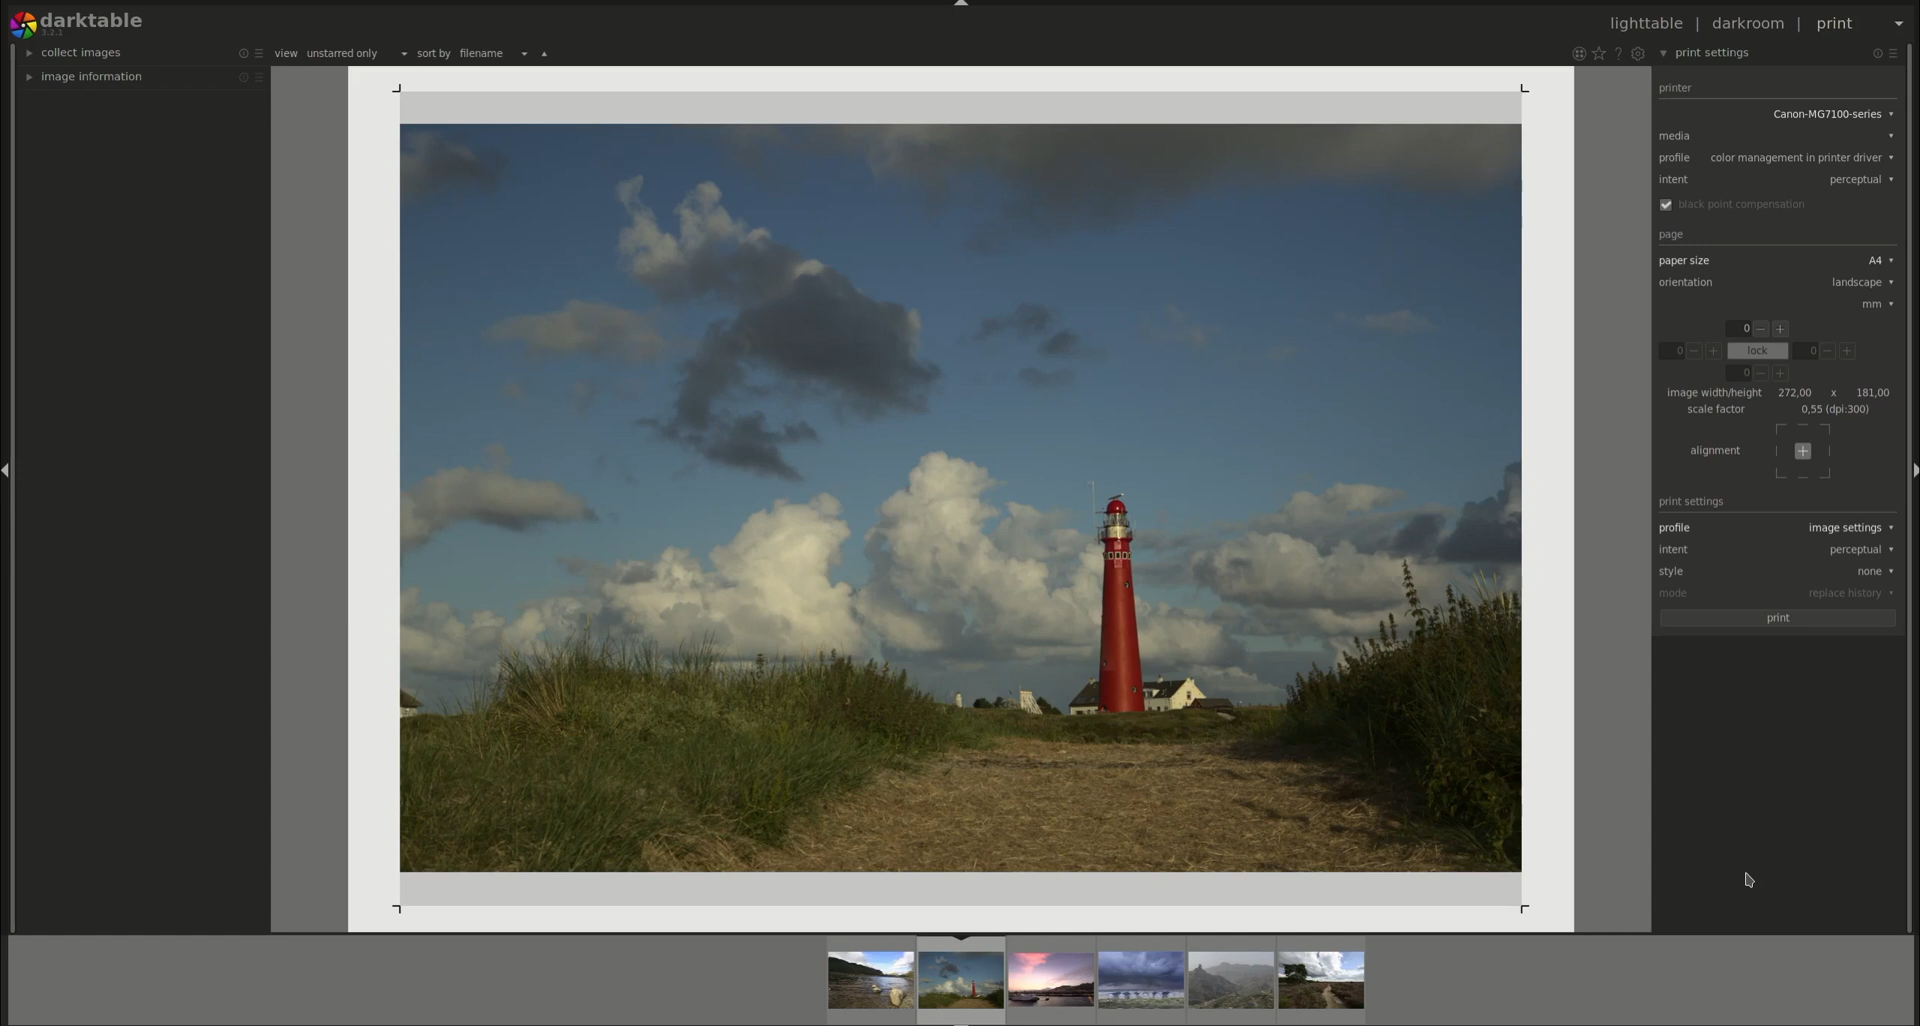 darktable
3.2.1
lighttable | darkroom | print
collect images
image information
view unstarred only sort by filename
?
print settings
printer
Canon-MG7100-series
media
profile color management in printer driver
intent perceptual
black point compensation
page
paper size A4
orientation landscape
mm
0 − +
0 − + lock 0 − +
0 − +
image width/height 272,00 x 181,00
scale factor 0,55 (dpi:300)
alignment +
print settings
profile image settings
intent perceptual
style none
mode replace history
print